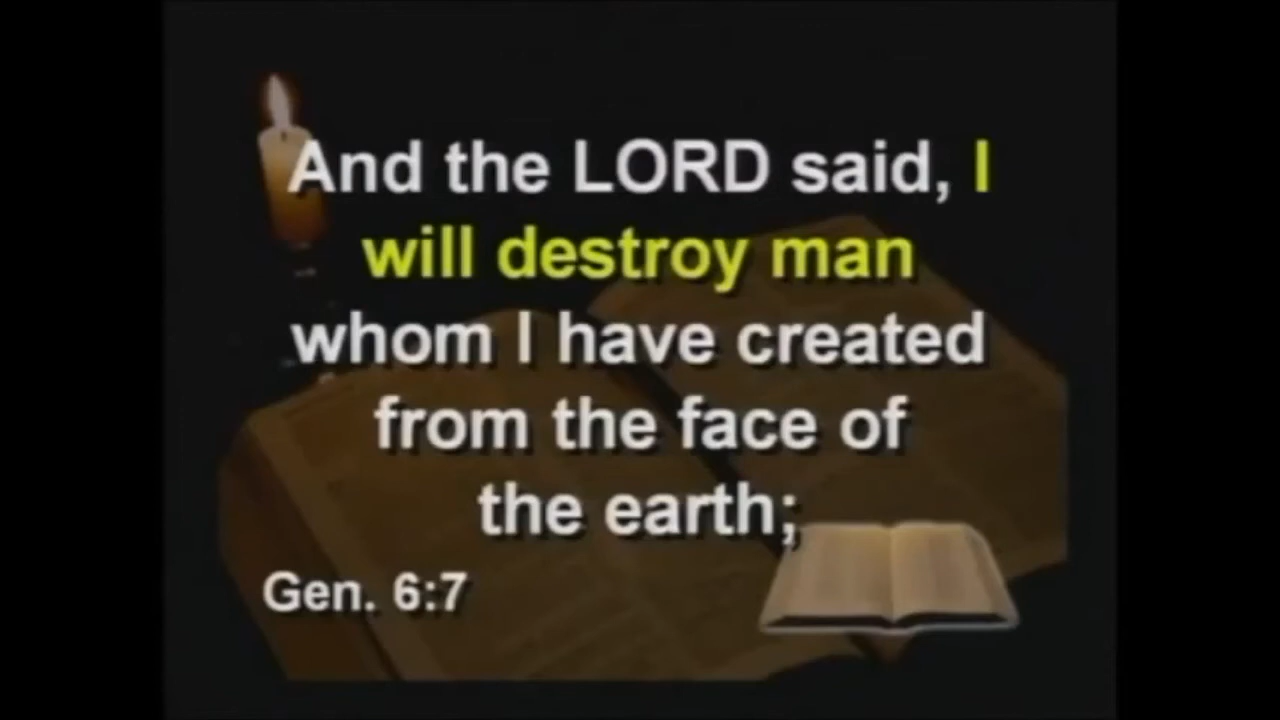 And the LORD said, I
will destroy man
whom I have created
from the face of
the earth;
Gen. 6:7